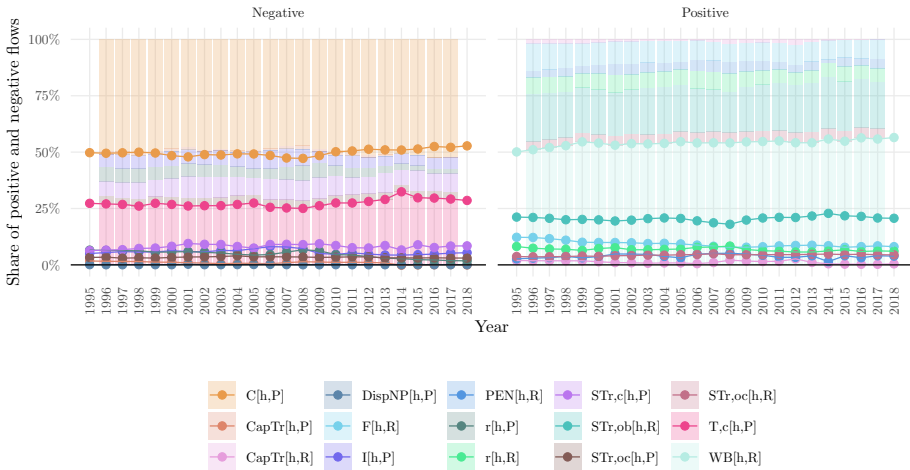 Negative
Positive
Share of positive and negative flows
100%
75%
50%
25%
0%
1995 1996 1997 1998 1999 2000 2001 2002 2003 2004 2005 2006 2007 2008 2009 2010 2011 2012 2013 2014 2015 2016 2017 2018
1995 1996 1997 1998 1999 2000 2001 2002 2003 2004 2005 2006 2007 2008 2009 2010 2011 2012 2013 2014 2015 2016 2017 2018
Year
C[h,P] DispNP[h,P] PEN[h,R] STr,c[h,P] STr,oc[h,R]
CapTr[h,P] F[h,R] r[h,P] STr,ob[h,R] T,c[h,P]
CapTr[h,R] I[h,P] r[h,R] STr,oc[h,P] WB[h,R]